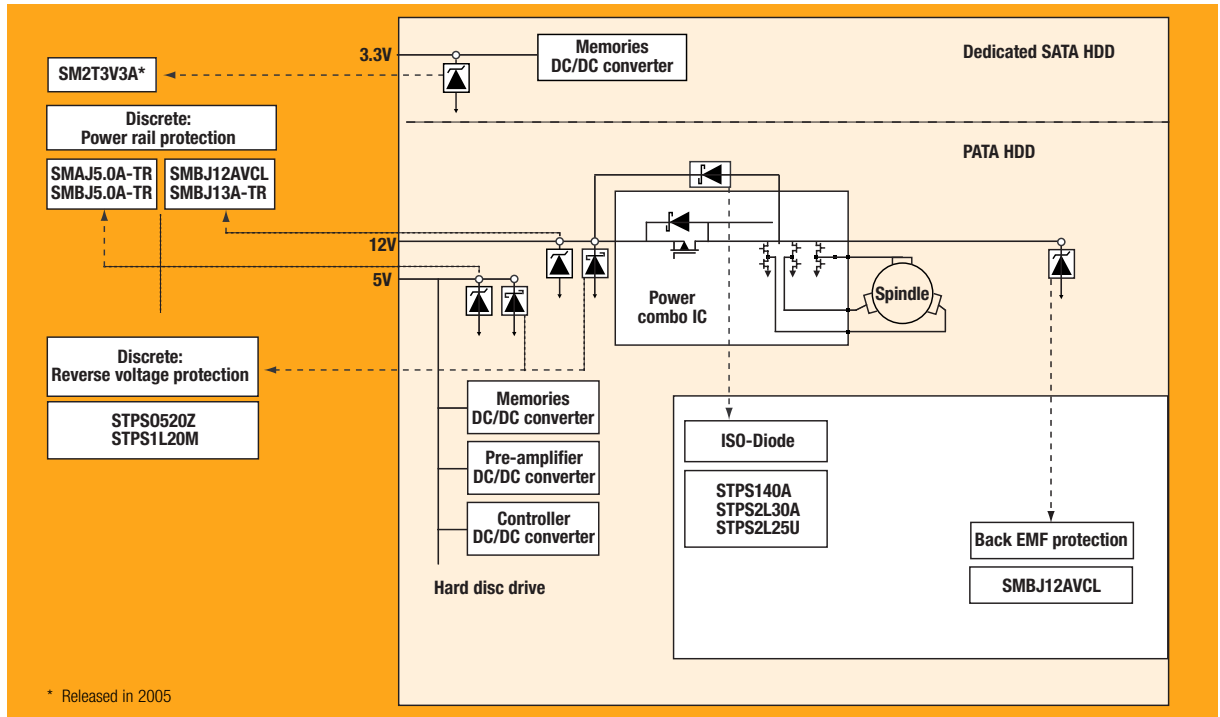 3.3V
Memories
DC/DC converter
Dedicated SATA HDD
SM2T3V3A*
Discrete:
Power rail protection
PATA HDD
SMAJ5.0A-TR
SMBJ5.0A-TR
SMBJ12AVCL
SMBJ13A-TR
12V
5V
Power
combo IC
Spindle
Discrete:
Reverse voltage protection
STPS0520Z
STPS1L20M
Memories
DC/DC converter
Pre-amplifier
DC/DC converter
Controller
DC/DC converter
Hard disc drive
ISO-Diode
STPS140A
STPS2L30A
STPS2L25U
Back EMF protection
SMBJ12AVCL
* Released in 2005